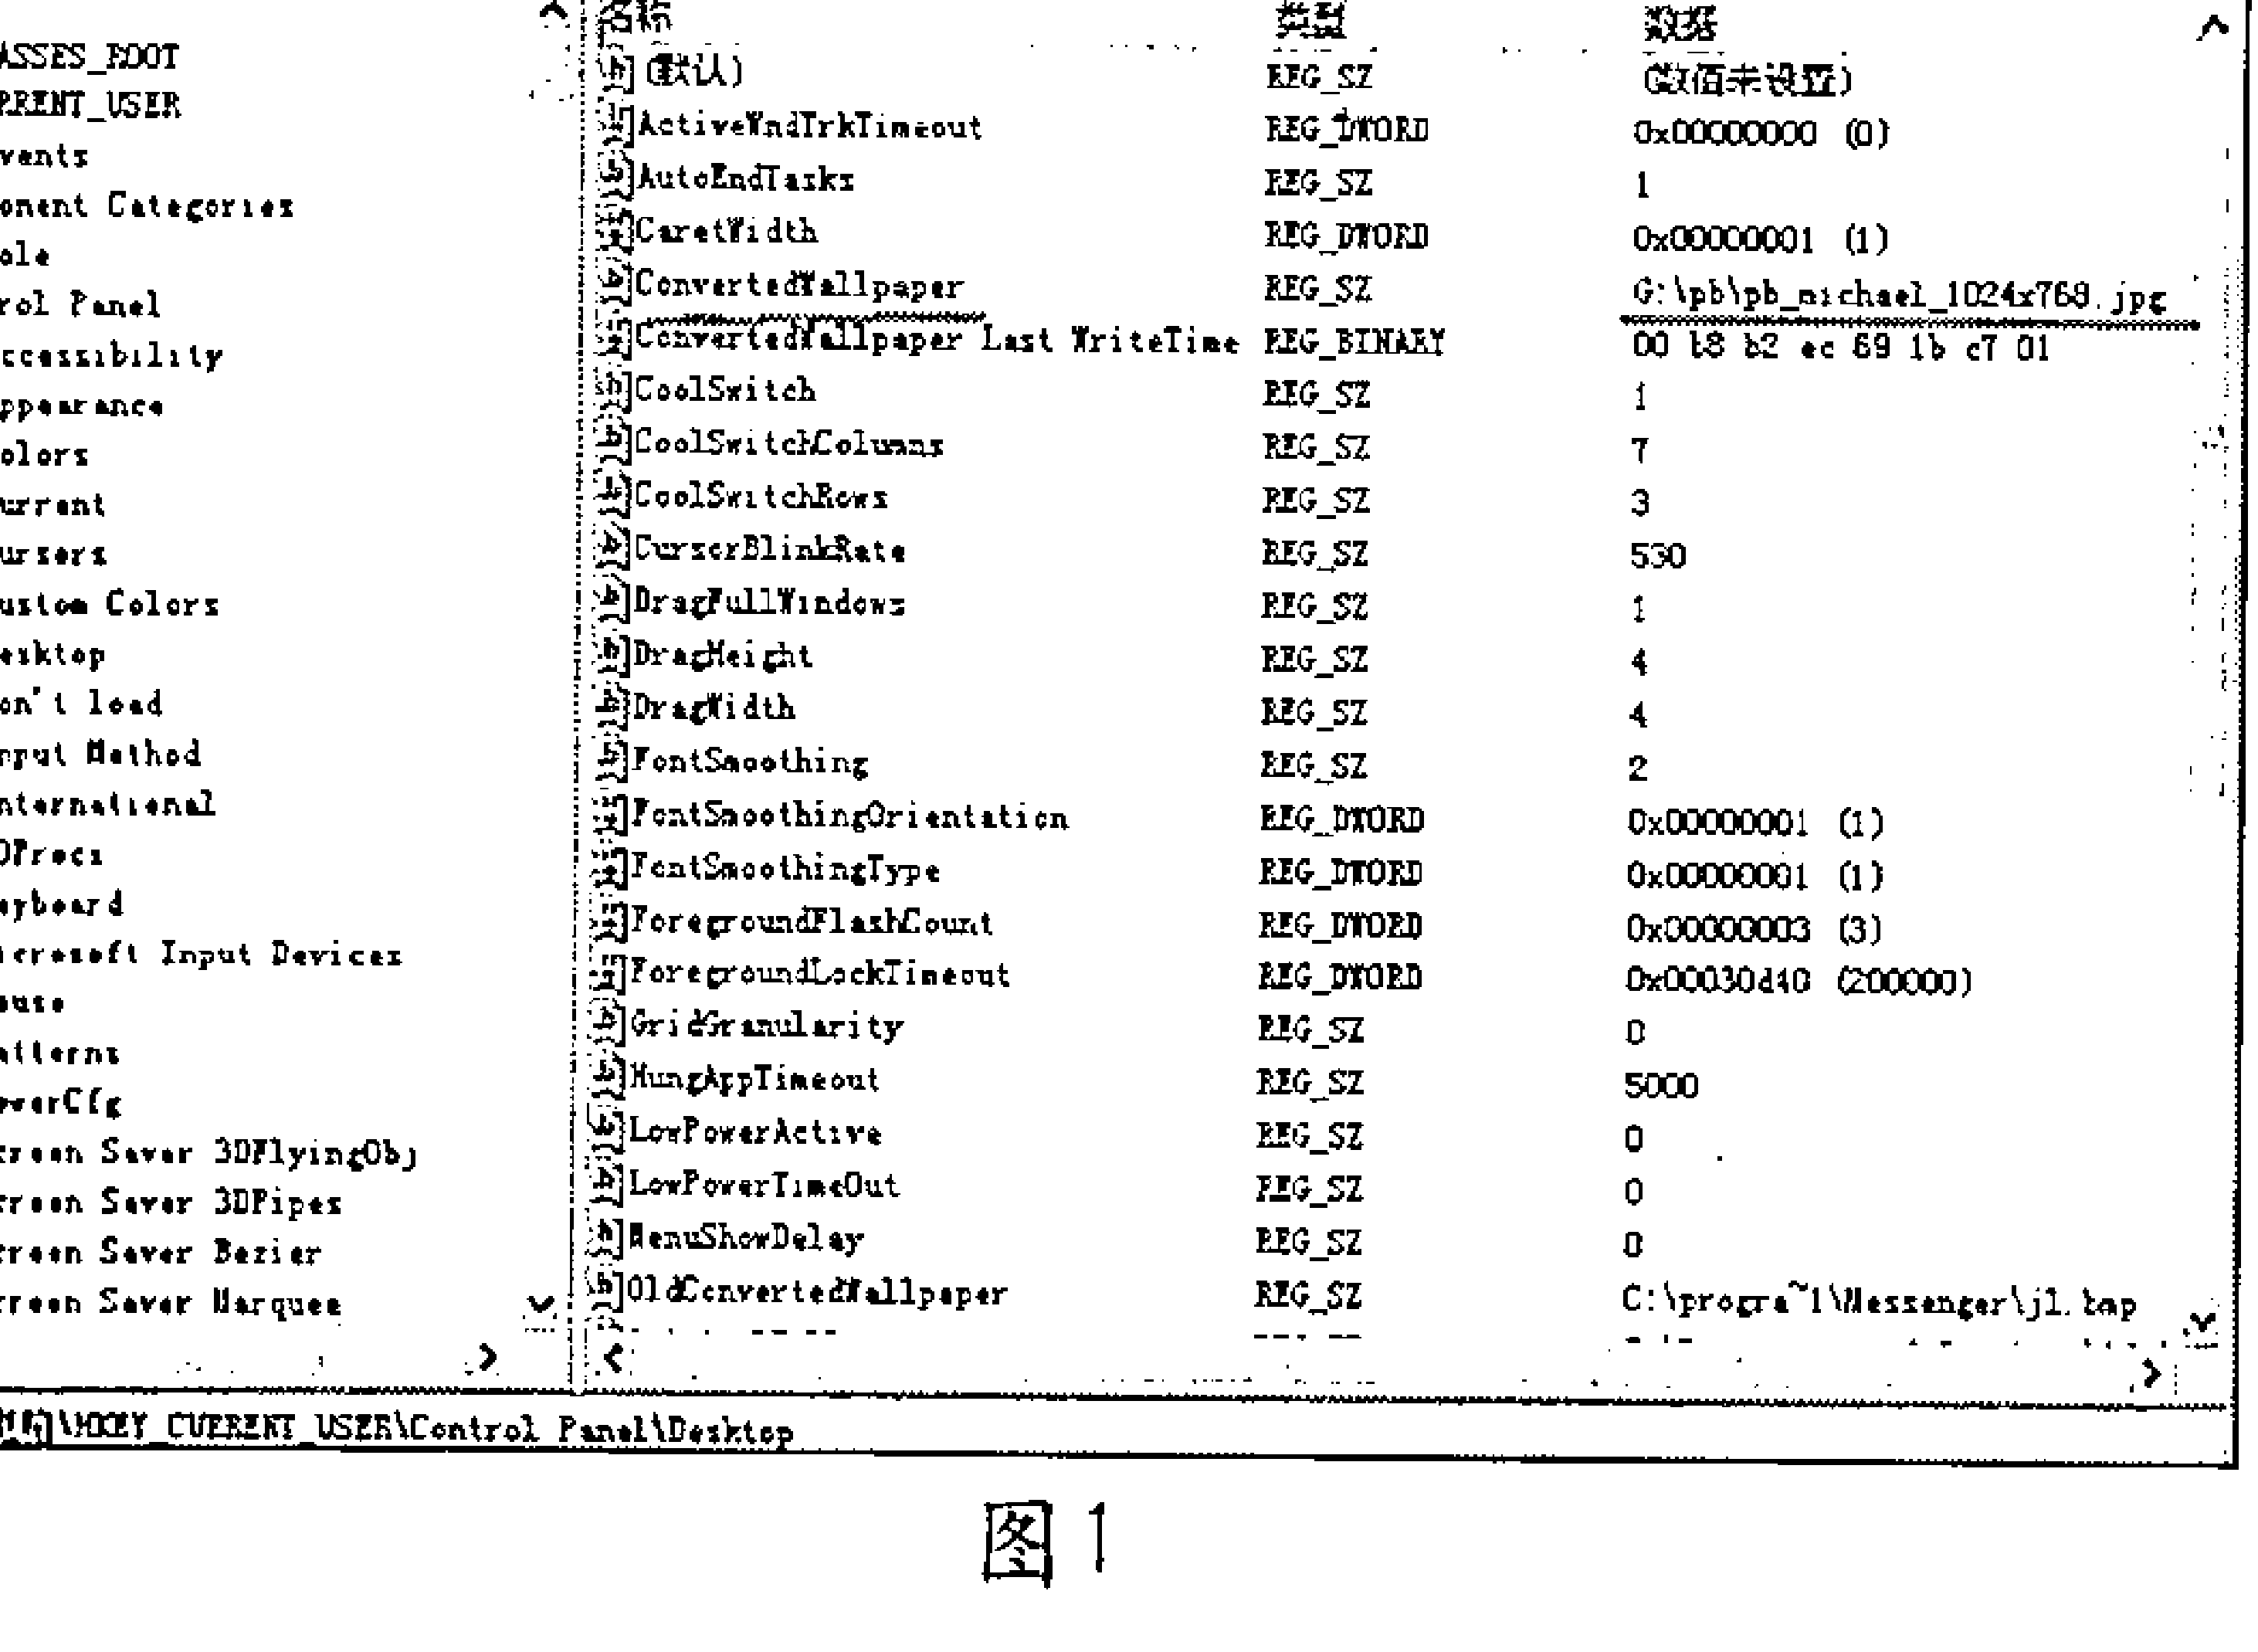 ASSES_ROOT
RRENT_USER
vents
onent Categories
ole
rol Panel
ccessibility
ppearance
olors
urrent
ursors
ustom Colors
esktop
on't load
nput Method
nternational
OProcs
eyboard
icrosoft Input Devices
ouse
atterns
owerCfg
creen Saver 3DFlyingObj
creen Saver 3DPipes
creen Saver Bezier
creen Saver Marquee
名称 类型 数据
(默认) REG_SZ (数值未设置)
ActiveWndTrkTimeout REG_DWORD 0x00000000 (0)
AutoEndTasks REG_SZ 1
CaretWidth REG_DWORD 0x00000001 (1)
ConvertedWallpaper REG_SZ G:\pb\pb_michael_1024x768.jpg
ConvertedWallpaper Last WriteTime REG_BINARY 00 b8 b2 ec 69 1b c7 01
CoolSwitch REG_SZ 1
CoolSwitchColumns REG_SZ 7
CoolSwitchRows REG_SZ 3
CursorBlinkRate REG_SZ 530
DragFullWindows REG_SZ 1
DragHeight REG_SZ 4
DragWidth REG_SZ 4
FontSmoothing REG_SZ 2
FontSmoothingOrientation REG_DWORD 0x00000001 (1)
FontSmoothingType REG_DWORD 0x00000001 (1)
ForegroundFlashCount REG_DWORD 0x00000003 (3)
ForegroundLockTimeout REG_DWORD 0x00030d40 (200000)
GridGranularity REG_SZ 0
HungAppTimeout REG_SZ 5000
LowPowerActive REG_SZ 0
LowPowerTimeOut REG_SZ 0
MenuShowDelay REG_SZ 0
OldConvertedWallpaper REG_SZ C:\progra~1\Messenger\j1.bmp
\HKEY_CURRENT_USER\Control Panel\Desktop
图1